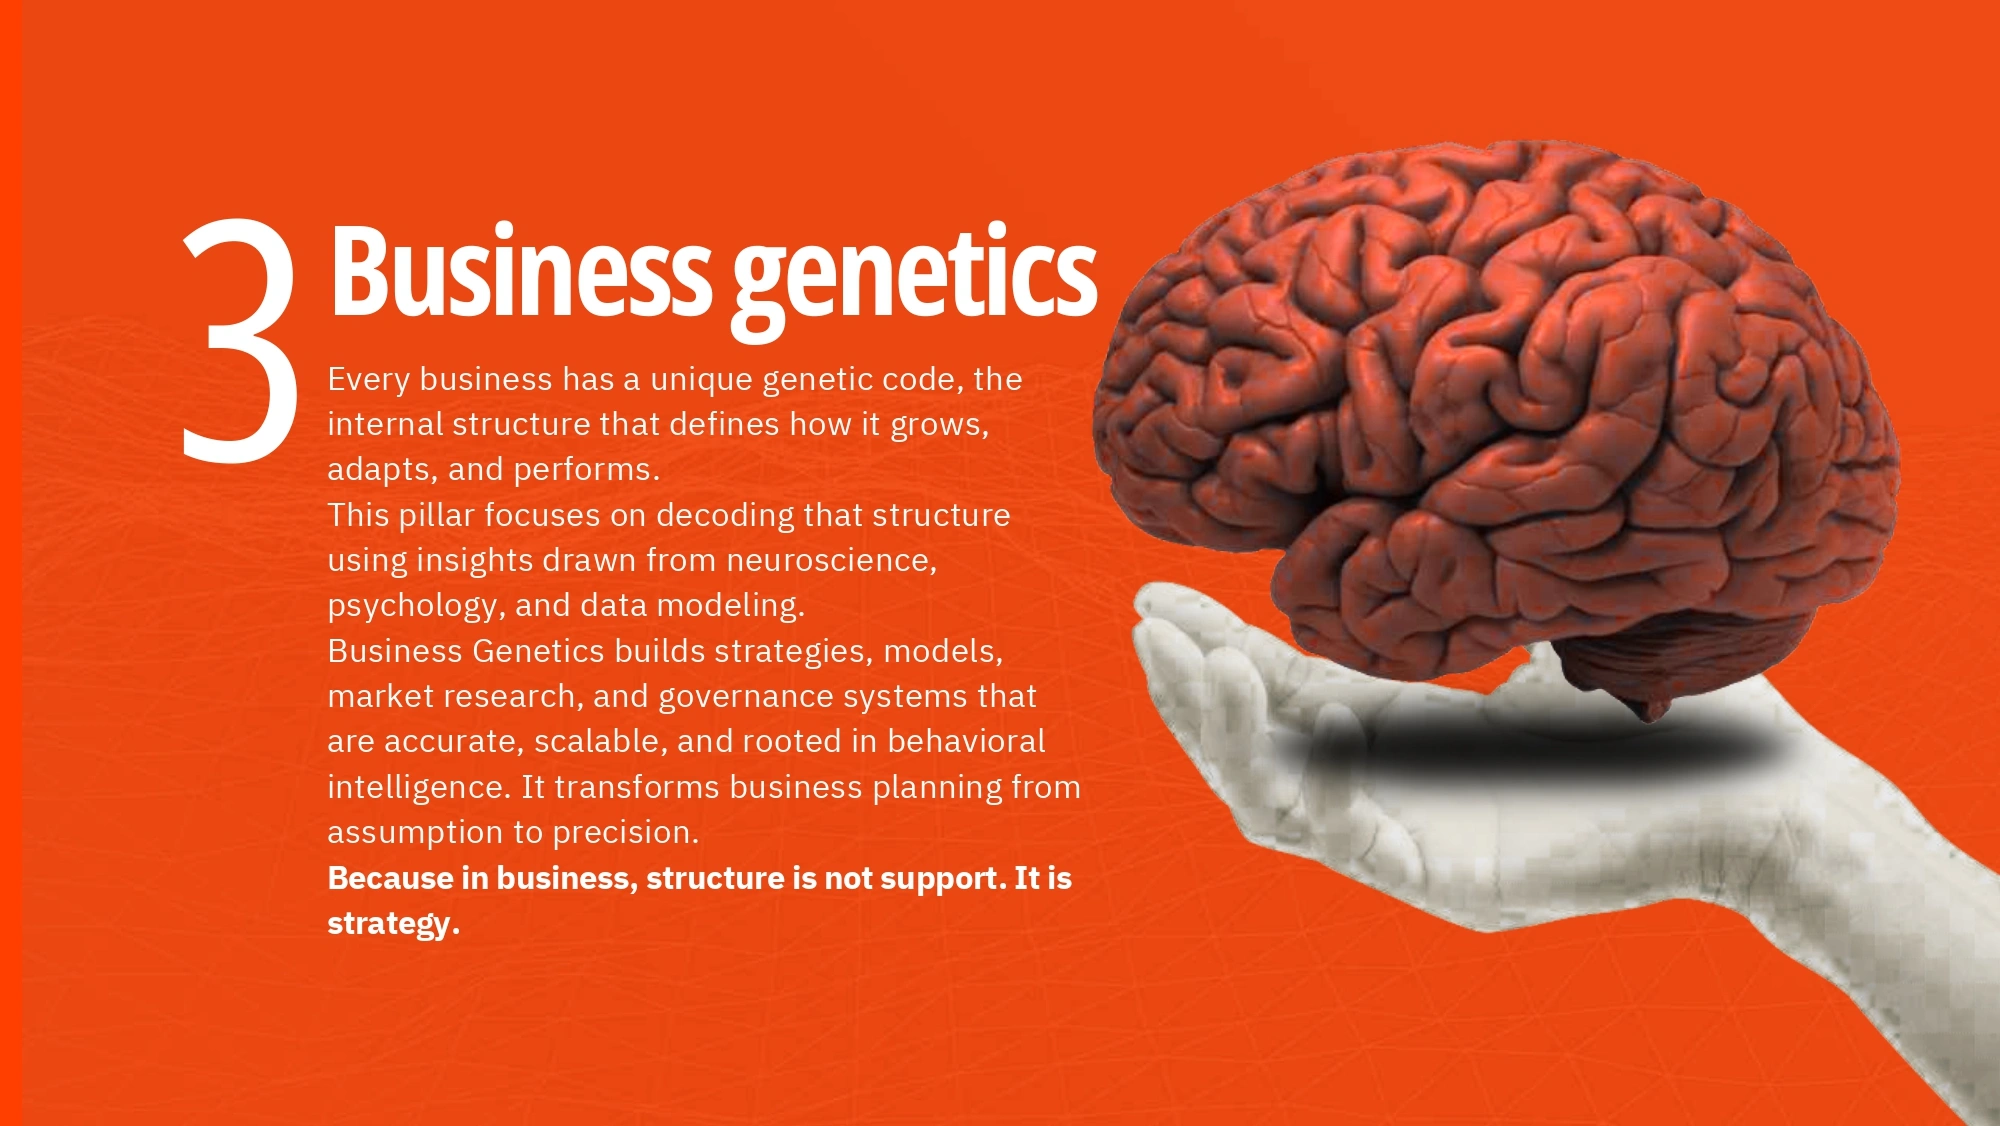 3
Business genetics
Every business has a unique genetic code, the
internal structure that defines how it grows,
adapts, and performs.
This pillar focuses on decoding that structure
using insights drawn from neuroscience,
psychology, and data modeling.
Business Genetics builds strategies, models,
market research, and governance systems that
are accurate, scalable, and rooted in behavioral
intelligence. It transforms business planning from
assumption to precision.
Because in business, structure is not support. It is
strategy.